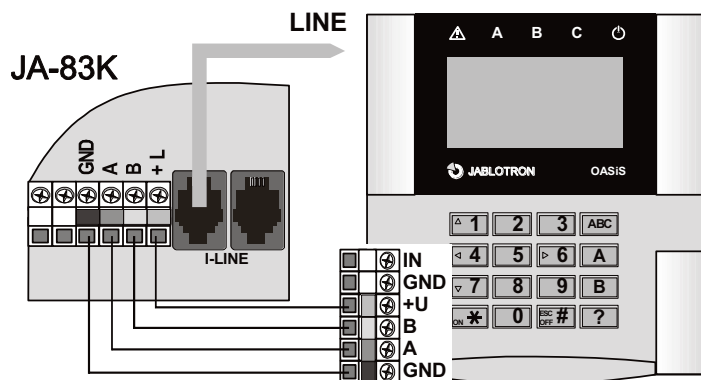 LINE
JA-83K
GND
A
B
+L
I-LINE
A B C
JABLOTRON OASiS
1 2 3 ABC
4 5 6 A
7 8 9 B
ON * 0 ESC OFF # ?
IN
GND
+U
B
A
GND